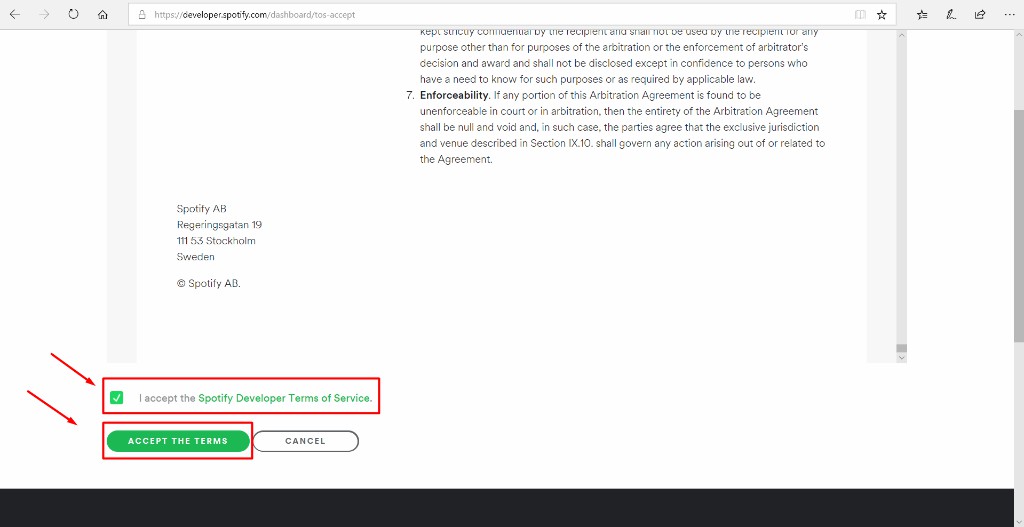 https://developer.spotify.com/dashboard/tos-accept
kept strictly confidential by the recipient and shall not be used by the recipient for any
purpose other than for purposes of the arbitration or the enforcement of arbitrator's
decision and award and shall not be disclosed except in confidence to persons who
have a need to know for such purposes or as required by applicable law.
7. Enforceability. If any portion of this Arbitration Agreement is found to be
unenforceable in court or in arbitration, then the entirety of the Arbitration Agreement
shall be null and void and, in such case, the parties agree that the exclusive jurisdiction
and venue described in Section IX.10. shall govern any action arising out of or related to
the Agreement.
Spotify AB
Regeringsgatan 19
111 53 Stockholm
Sweden
© Spotify AB.
I accept the Spotify Developer Terms of Service.
ACCEPT THE TERMS CANCEL